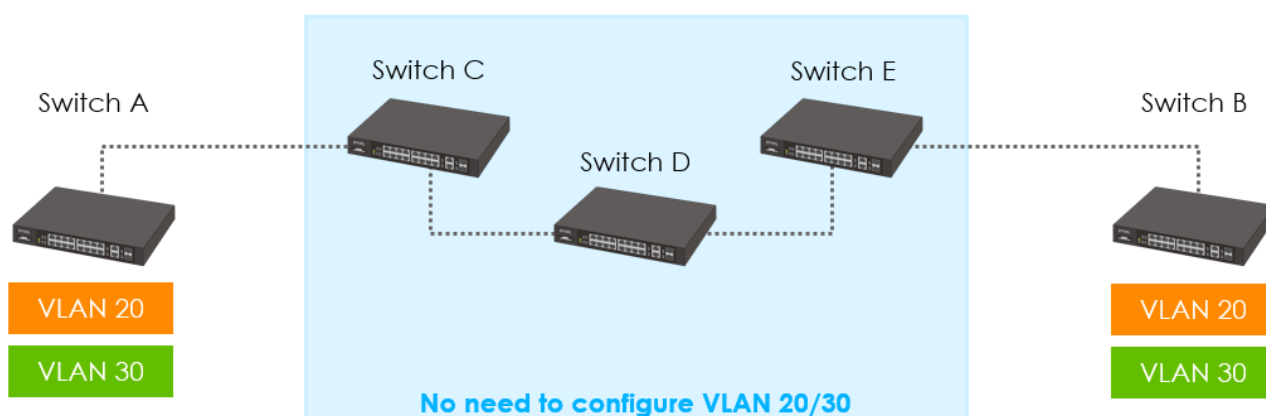 Switch C
Switch E
Switch A
Switch B
Switch D
VLAN 20
VLAN 20
VLAN 30
VLAN 30
No need to configure VLAN 20/30